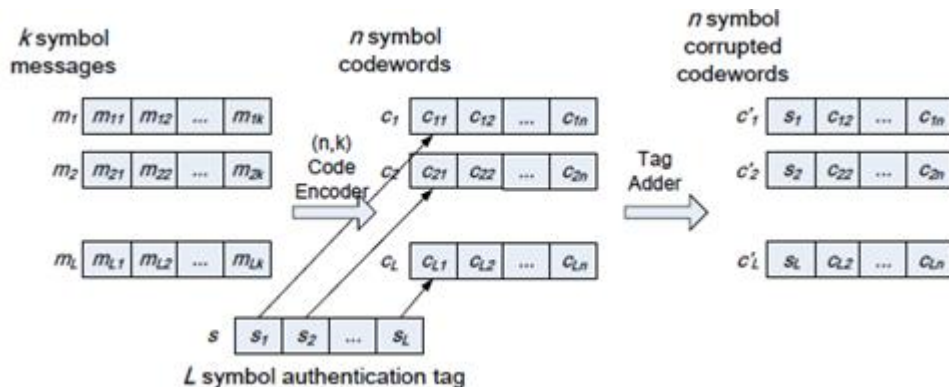 k symbol messages
n symbol codewords
n symbol corrupted codewords
m1 m11 m12 ... m1k
m2 m21 m22 ... m2k
mL mL1 mL2 ... mLk
(n,k) Code Encoder
c1 c11 c12 ... c1n
c2 c21 c22 ... c2n
cL cL1 cL2 ... cLn
Tag Adder
c'1 s1 c12 ... c1n
c'2 s2 c22 ... c2n
c'L sL cL2 ... cLn
s s1 s2 ... sL
L symbol authentication tag